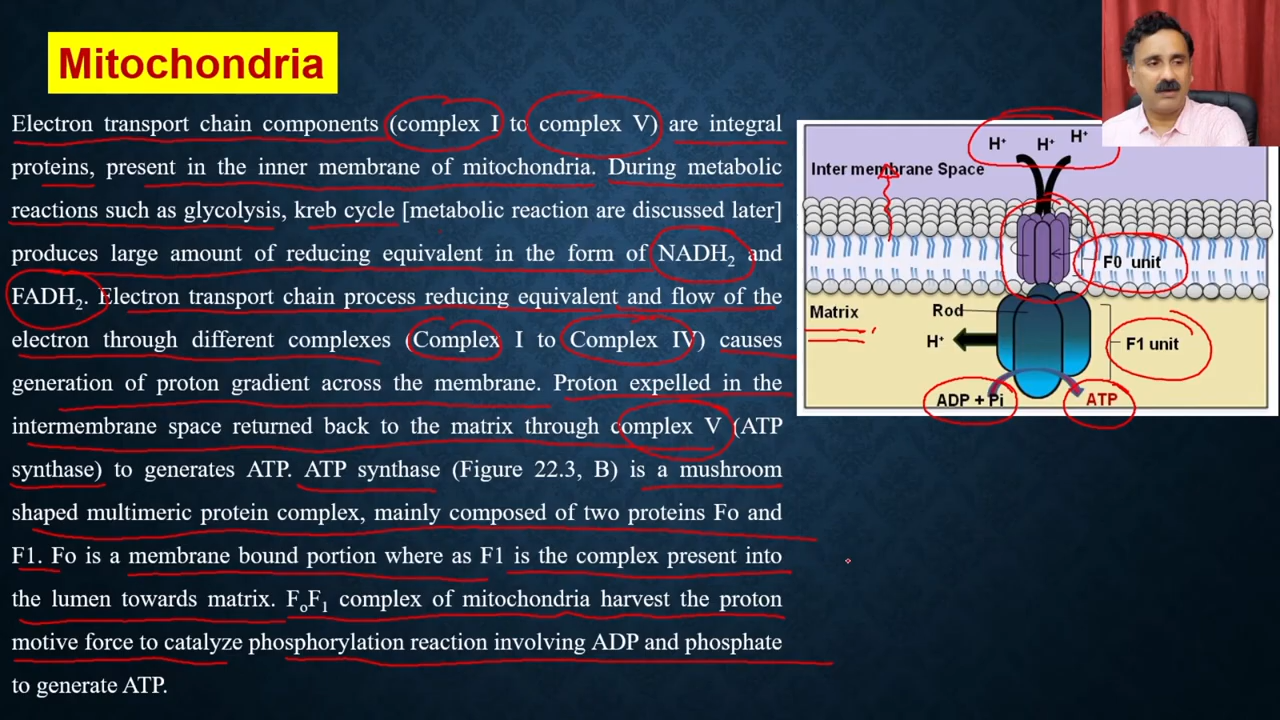 Mitochondria
Electron transport chain components (complex I to complex V) are integral
proteins, present in the inner membrane of mitochondria. During metabolic
reactions such as glycolysis, kreb cycle [metabolic reaction are discussed later]
produces large amount of reducing equivalent in the form of NADH2 and
FADH2. Electron transport chain process reducing equivalent and flow of the
electron through different complexes (Complex I to Complex IV) causes
generation of proton gradient across the membrane. Proton expelled in the
intermembrane space returned back to the matrix through complex V (ATP
synthase) to generates ATP. ATP synthase (Figure 22.3, B) is a mushroom
shaped multimeric protein complex, mainly composed of two proteins Fo and
F1. Fo is a membrane bound portion where as F1 is the complex present into
the lumen towards matrix. FoF1 complex of mitochondria harvest the proton
motive force to catalyze phosphorylation reaction involving ADP and phosphate
to generate ATP.
H+ H+ H+
Inter membrane Space
F0 unit
Matrix
Rod
H+
F1 unit
ADP + Pi
ATP